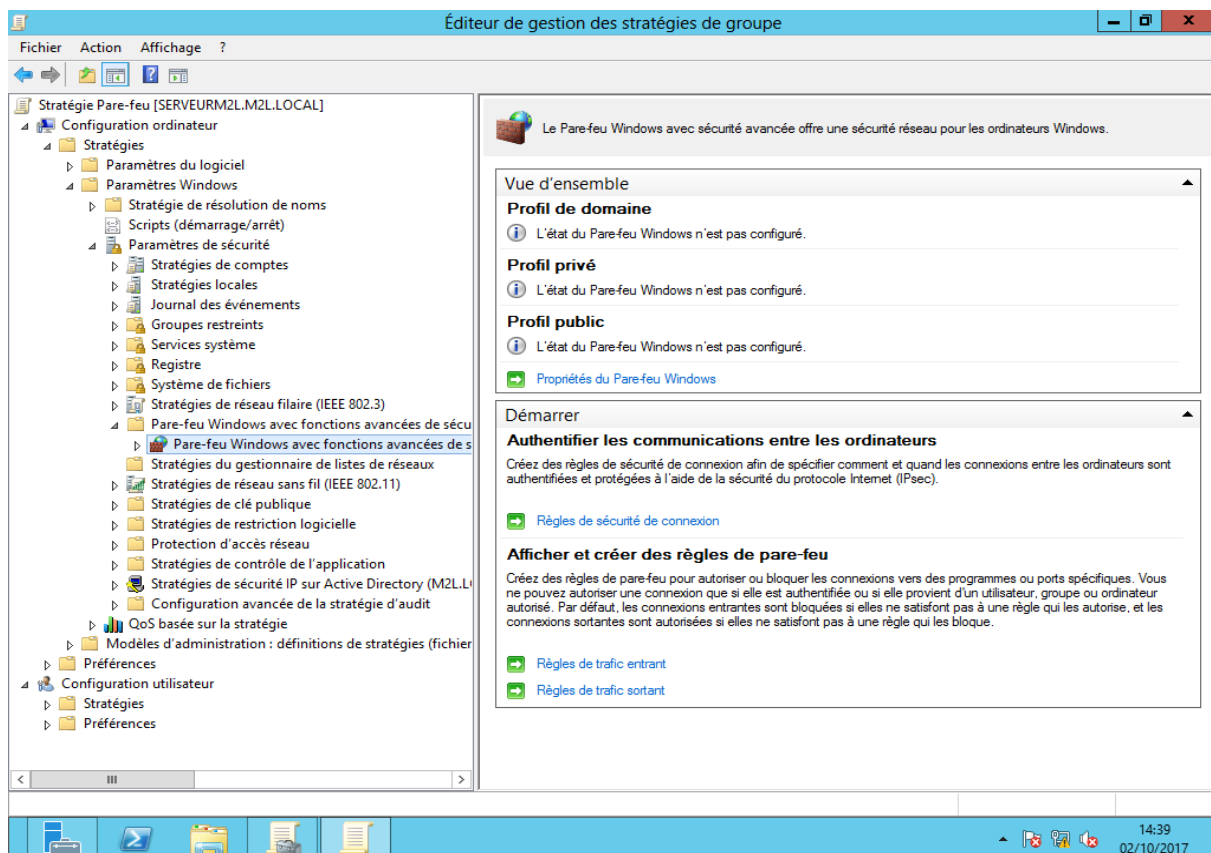 Éditeur de gestion des stratégies de groupe
Fichier Action Affichage ?
Stratégie Pare-feu [SERVEURM2L.M2L.LOCAL]
Configuration ordinateur
Stratégies
Paramètres du logiciel
Paramètres Windows
Stratégie de résolution de noms
Scripts (démarrage/arrêt)
Paramètres de sécurité
Stratégies de comptes
Stratégies locales
Journal des événements
Groupes restreints
Services système
Registre
Système de fichiers
Stratégies de réseau filaire (IEEE 802.3)
Pare-feu Windows avec fonctions avancées de sécu
Pare-feu Windows avec fonctions avancées de s
Stratégies du gestionnaire de listes de réseaux
Stratégies de réseau sans fil (IEEE 802.11)
Stratégies de clé publique
Stratégies de restriction logicielle
Protection d'accès réseau
Stratégies de contrôle de l'application
Stratégies de sécurité IP sur Active Directory (M2L.L
Configuration avancée de la stratégie d'audit
QoS basée sur la stratégie
Modèles d'administration : définitions de stratégies (fichier
Préférences
Configuration utilisateur
Stratégies
Préférences
Le Pare-feu Windows avec sécurité avancée offre une sécurité réseau pour les ordinateurs Windows.
Vue d'ensemble
Profil de domaine
L'état du Pare-feu Windows n'est pas configuré.
Profil privé
L'état du Pare-feu Windows n'est pas configuré.
Profil public
L'état du Pare-feu Windows n'est pas configuré.
Propriétés du Pare-feu Windows
Démarrer
Authentifier les communications entre les ordinateurs
Créez des règles de sécurité de connexion afin de spécifier comment et quand les connexions entre les ordinateurs sont
authentifiées et protégées à l'aide de la sécurité du protocole Internet (IPsec).
Règles de sécurité de connexion
Afficher et créer des règles de pare-feu
Créez des règles de pare-feu pour autoriser ou bloquer les connexions vers des programmes ou ports spécifiques. Vous
ne pouvez autoriser une connexion que si elle est authentifiée ou si elle provient d'un utilisateur, groupe ou ordinateur
autorisé. Par défaut, les connexions entrantes sont bloquées si elles ne satisfont pas à une règle qui les autorise, et les
connexions sortantes sont autorisées si elles ne satisfont pas à une règle qui les bloque.
Règles de trafic entrant
Règles de trafic sortant
14:39
02/10/2017